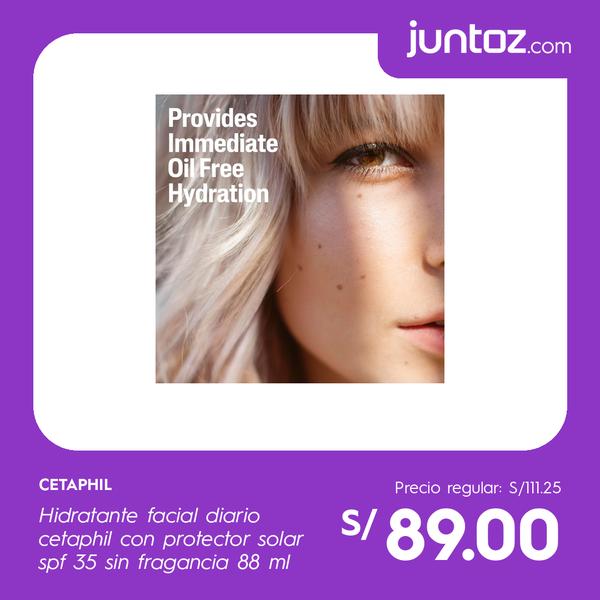 juntoz.com
Provides
Immediate
Oil Free
Hydration
CETAPHIL
Hidratante facial diario
cetaphil con protector solar
spf 35 sin fragancia 88 ml
Precio regular: S/111.25
S/ 89.00